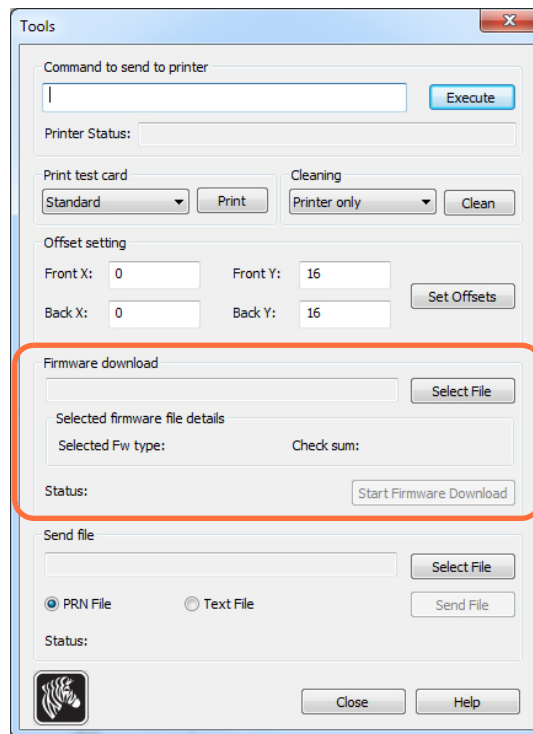 Tools
Command to send to printer
Execute
Printer Status:
Print test card
Cleaning
Standard
Print
Printer only
Clean
Offset setting
Front X: 0 Front Y: 16
Set Offsets
Back X: 0 Back Y: 16
Firmware download
Select File
Selected firmware file details
Selected Fw type: Check sum:
Status:
Start Firmware Download
Send file
Select File
PRN File Text File
Send File
Status:
Close Help